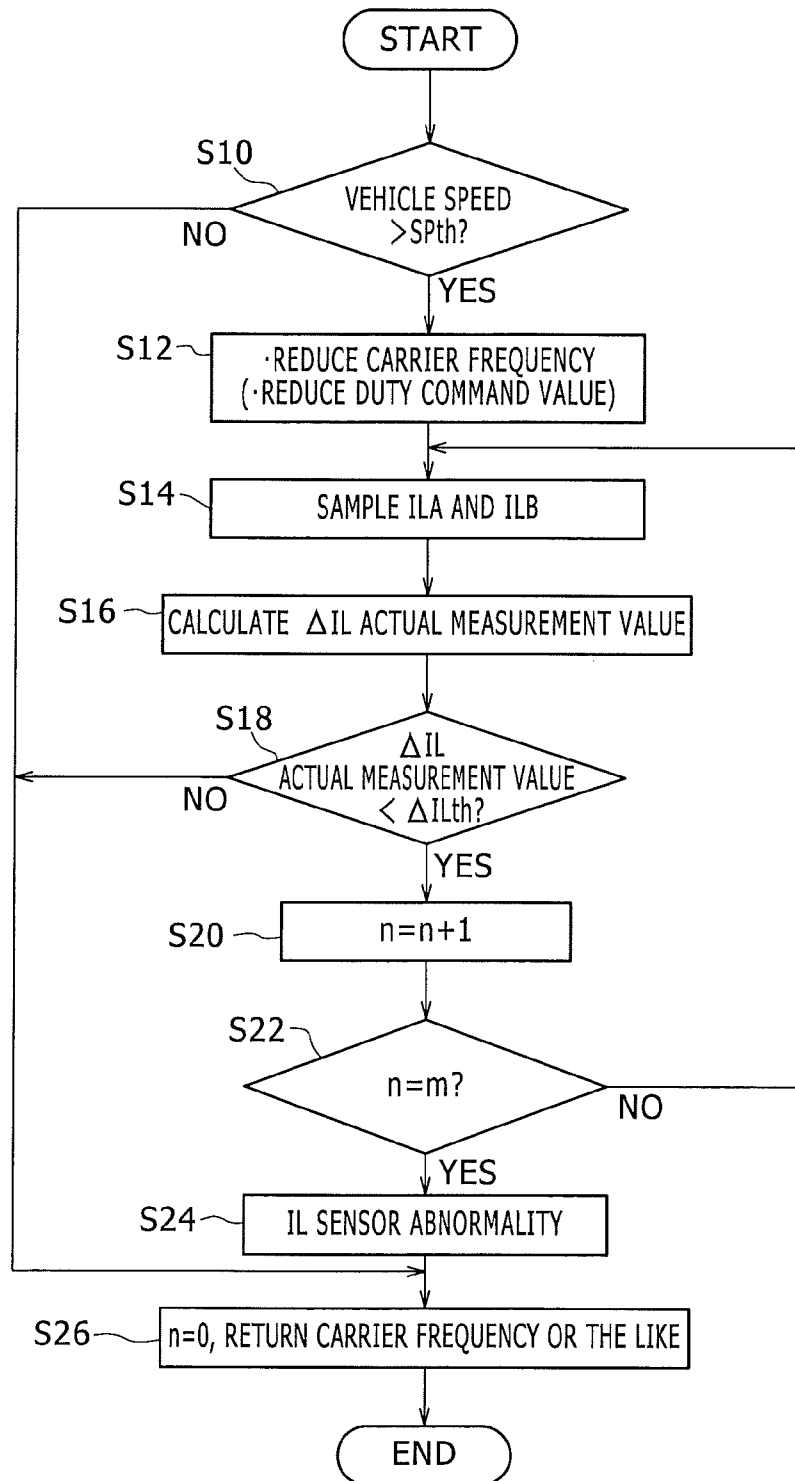 START
S10
VEHICLE SPEED
>SPth?
NO
YES
S12
·REDUCE CARRIER FREQUENCY
(·REDUCE DUTY COMMAND VALUE)
S14
SAMPLE ILA AND ILB
S16
CALCULATE ΔIL ACTUAL MEASUREMENT VALUE
S18
ΔIL
ACTUAL MEASUREMENT VALUE
< ΔILth?
NO
YES
S20
n=n+1
S22
n=m?
NO
YES
S24
IL SENSOR ABNORMALITY
S26
n=0, RETURN CARRIER FREQUENCY OR THE LIKE
END